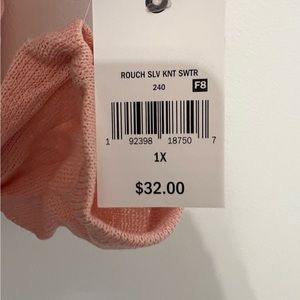 ROUCH SLV KNT SWTR
240
F8
1 92398 18750 7
1X
$32.00